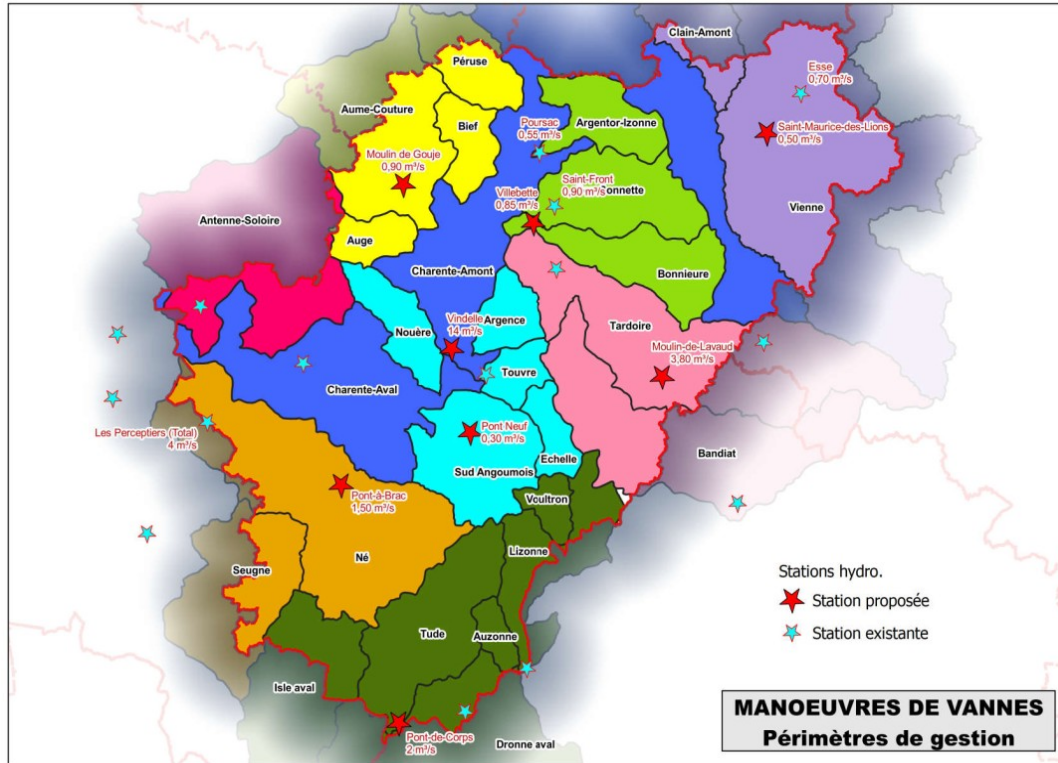 Clain-Amont
Péruse
Esse
0,70 m³/s
Aume-Couture
Poursac
0,55 m³/s
Argentor-Izonne
Bief
Saint-Maurice-des-Lions
0,50 m³/s
Moulin de Gouje
0,90 m³/s
Saint-Front
0,90 m³/s
Villebette
0,85 m³/s
onnette
Vienne
Antenne-Soloire
Auge
Charente-Amont
Bonnieure
Vindelle
14 m³/s
Argence
Nouère
Tardoire
Moulin-de-Lavaud
3,80 m³/s
Touvre
Charente-Aval
Les Perceptiers (Total)
4 m³/s
Pont Neuf
0,30 m³/s
Echelle
Bandiat
Sud Angoumois
Pont-à-Brac
1,50 m³/s
Voultron
Né
Lizonne
Seugne
Stations hydro.
Station proposée
Station existante
Tude
Auzonne
Isle aval
Pont-de-Corps
2 m³/s
Dronne aval
MANOEUVRES DE VANNES
Périmètres de gestion